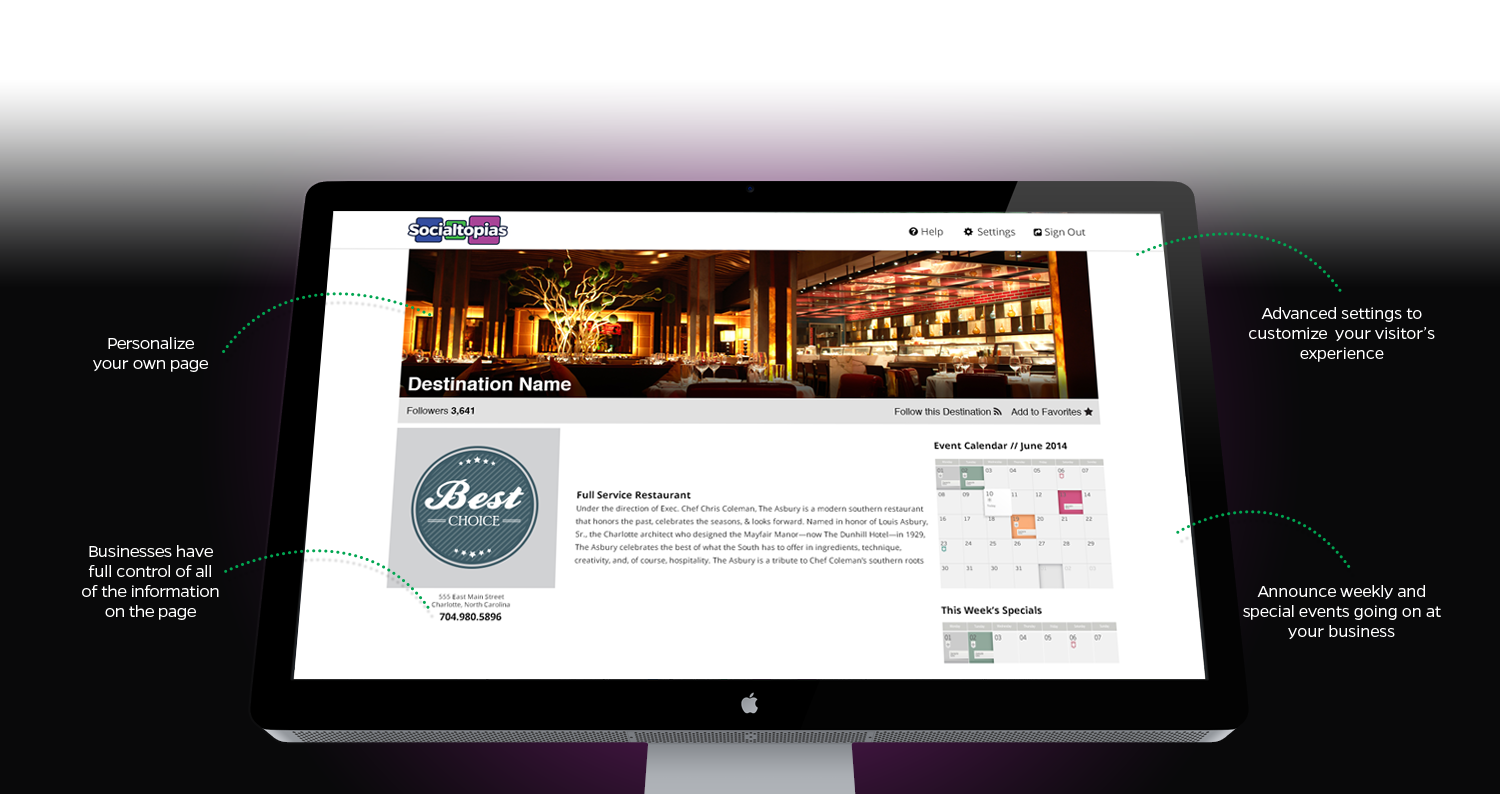 Socialtopias
Help Settings Sign Out
Personalize
your own page
Advanced settings to
customize your visitor's
experience
Destination Name
Followers 3,641
Follow this Destination Add to Favorites
Best
CHOICE
555 East Main Street
Charlotte, North Carolina
704.980.5896
Full Service Restaurant
Under the direction of Exec. Chef Chris Coleman, The Asbury is a modern southern restaurant
that honors the past, celebrates the seasons, & looks forward. Named in honor of Louis Asbury,
Sr., the Charlotte architect who designed the Mayfair Manor—now The Dunhill Hotel—in 1929,
The Asbury celebrates the best of what the South has to offer in ingredients, technique,
creativity, and, of course, hospitality. The Asbury is a tribute to Chef Coleman's southern roots
Event Calendar // June 2014
01 02 03 04 05 06 07
08 09 10 11 12 14
16 17 18 19 20 21 22
23 24 25 26 27 28 29
30 30 31 31 02 03
This Week's Specials
01 02 03 04 05 06 07
Businesses have
full control of all
of the information
on the page
Announce weekly and
special events going on at
your business